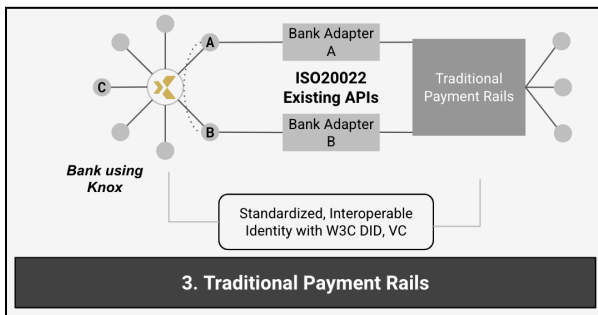 A
Bank Adapter
A
C
ISO20022
Existing APIs
Traditional
Payment Rails
B
Bank Adapter
B
Bank using
Knox
Standardized, Interoperable
Identity with W3C DID, VC
3. Traditional Payment Rails